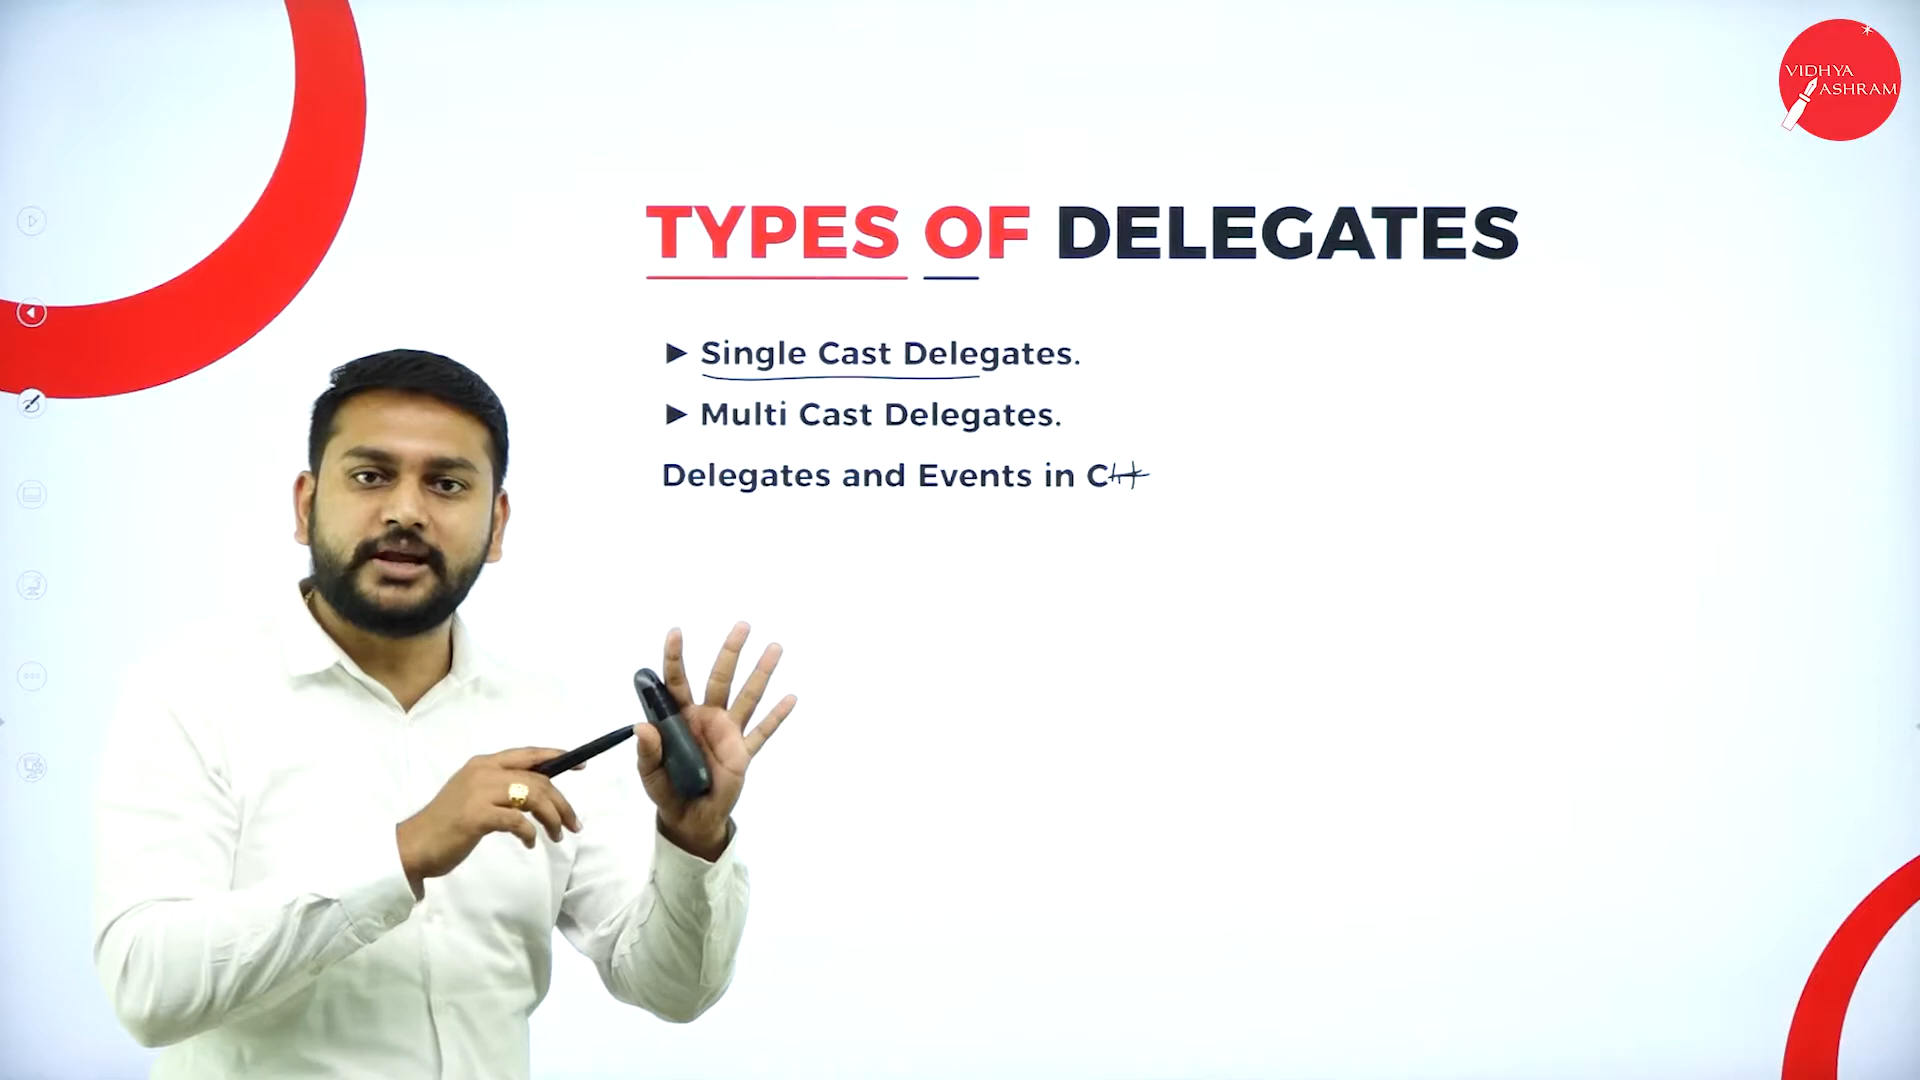 VIDHYA
ASHRAM
TYPES OF DELEGATES
► Single Cast Delegates.
► Multi Cast Delegates.
Delegates and Events in C#